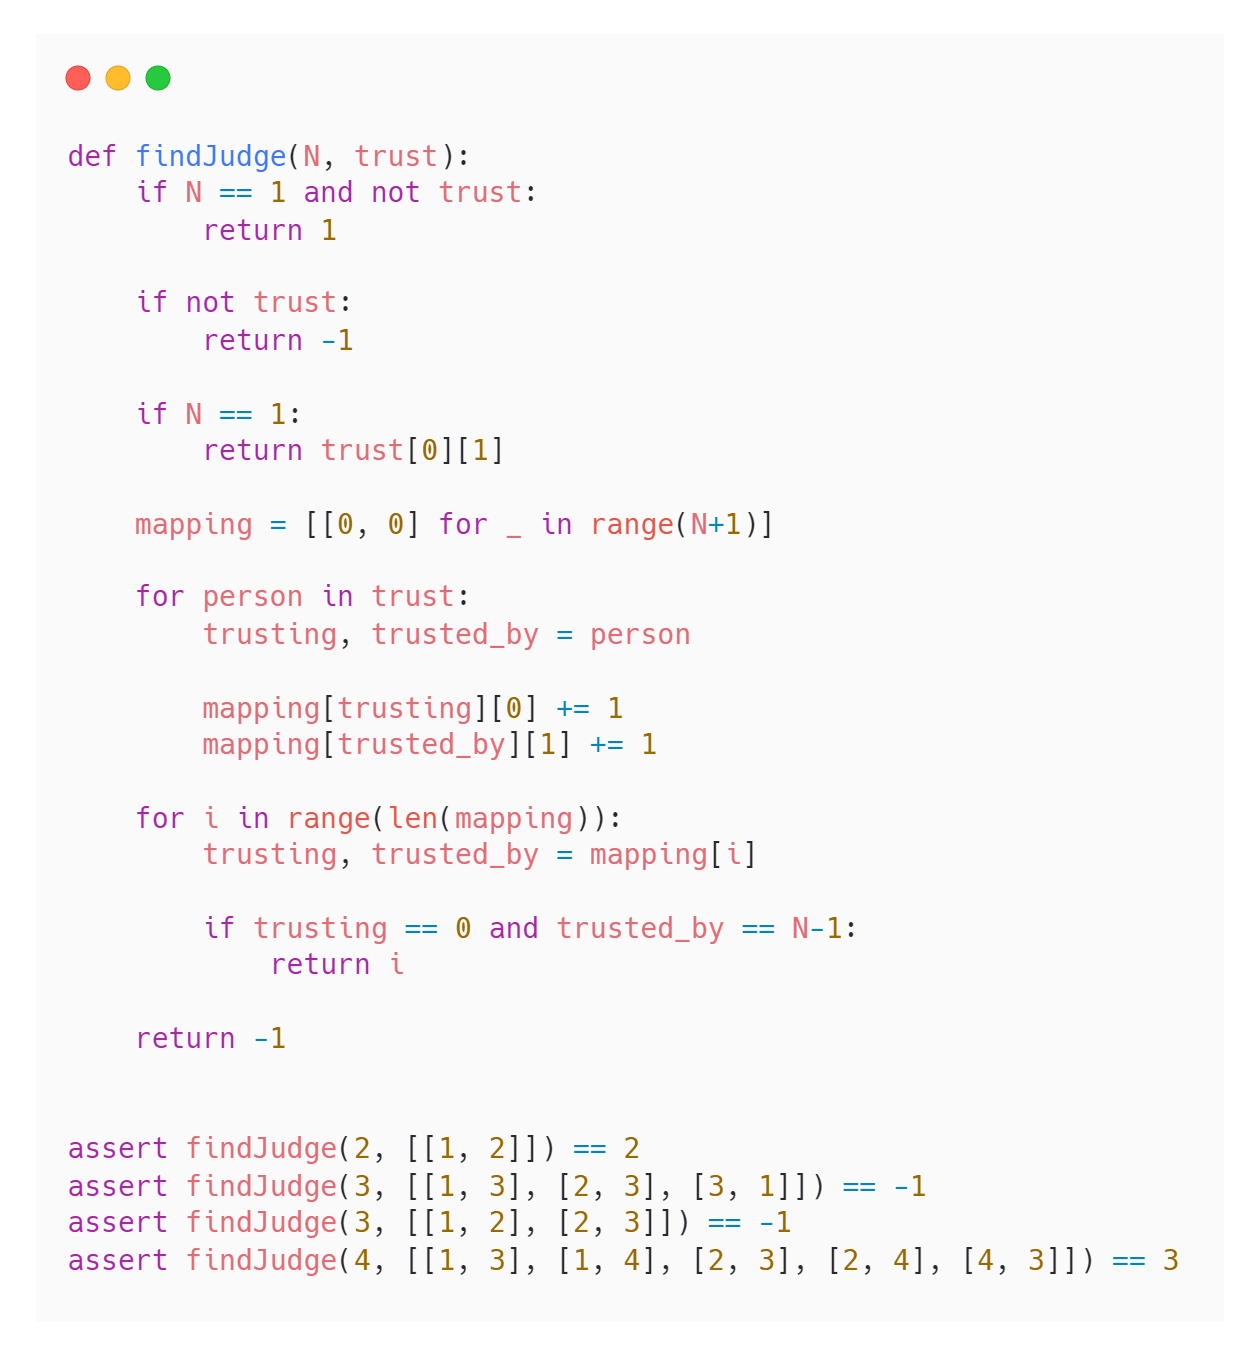 def findJudge(N, trust):
    if N == 1 and not trust:
        return 1

    if not trust:
        return -1

    if N == 1:
        return trust[0][1]

    mapping = [[0, 0] for _ in range(N+1)]

    for person in trust:
        trusting, trusted_by = person

        mapping[trusting][0] += 1
        mapping[trusted_by][1] += 1

    for i in range(len(mapping)):
        trusting, trusted_by = mapping[i]

        if trusting == 0 and trusted_by == N-1:
            return i

    return -1


assert findJudge(2, [[1, 2]]) == 2
assert findJudge(3, [[1, 3], [2, 3], [3, 1]]) == -1
assert findJudge(3, [[1, 2], [2, 3]]) == -1
assert findJudge(4, [[1, 3], [1, 4], [2, 3], [2, 4], [4, 3]]) == 3